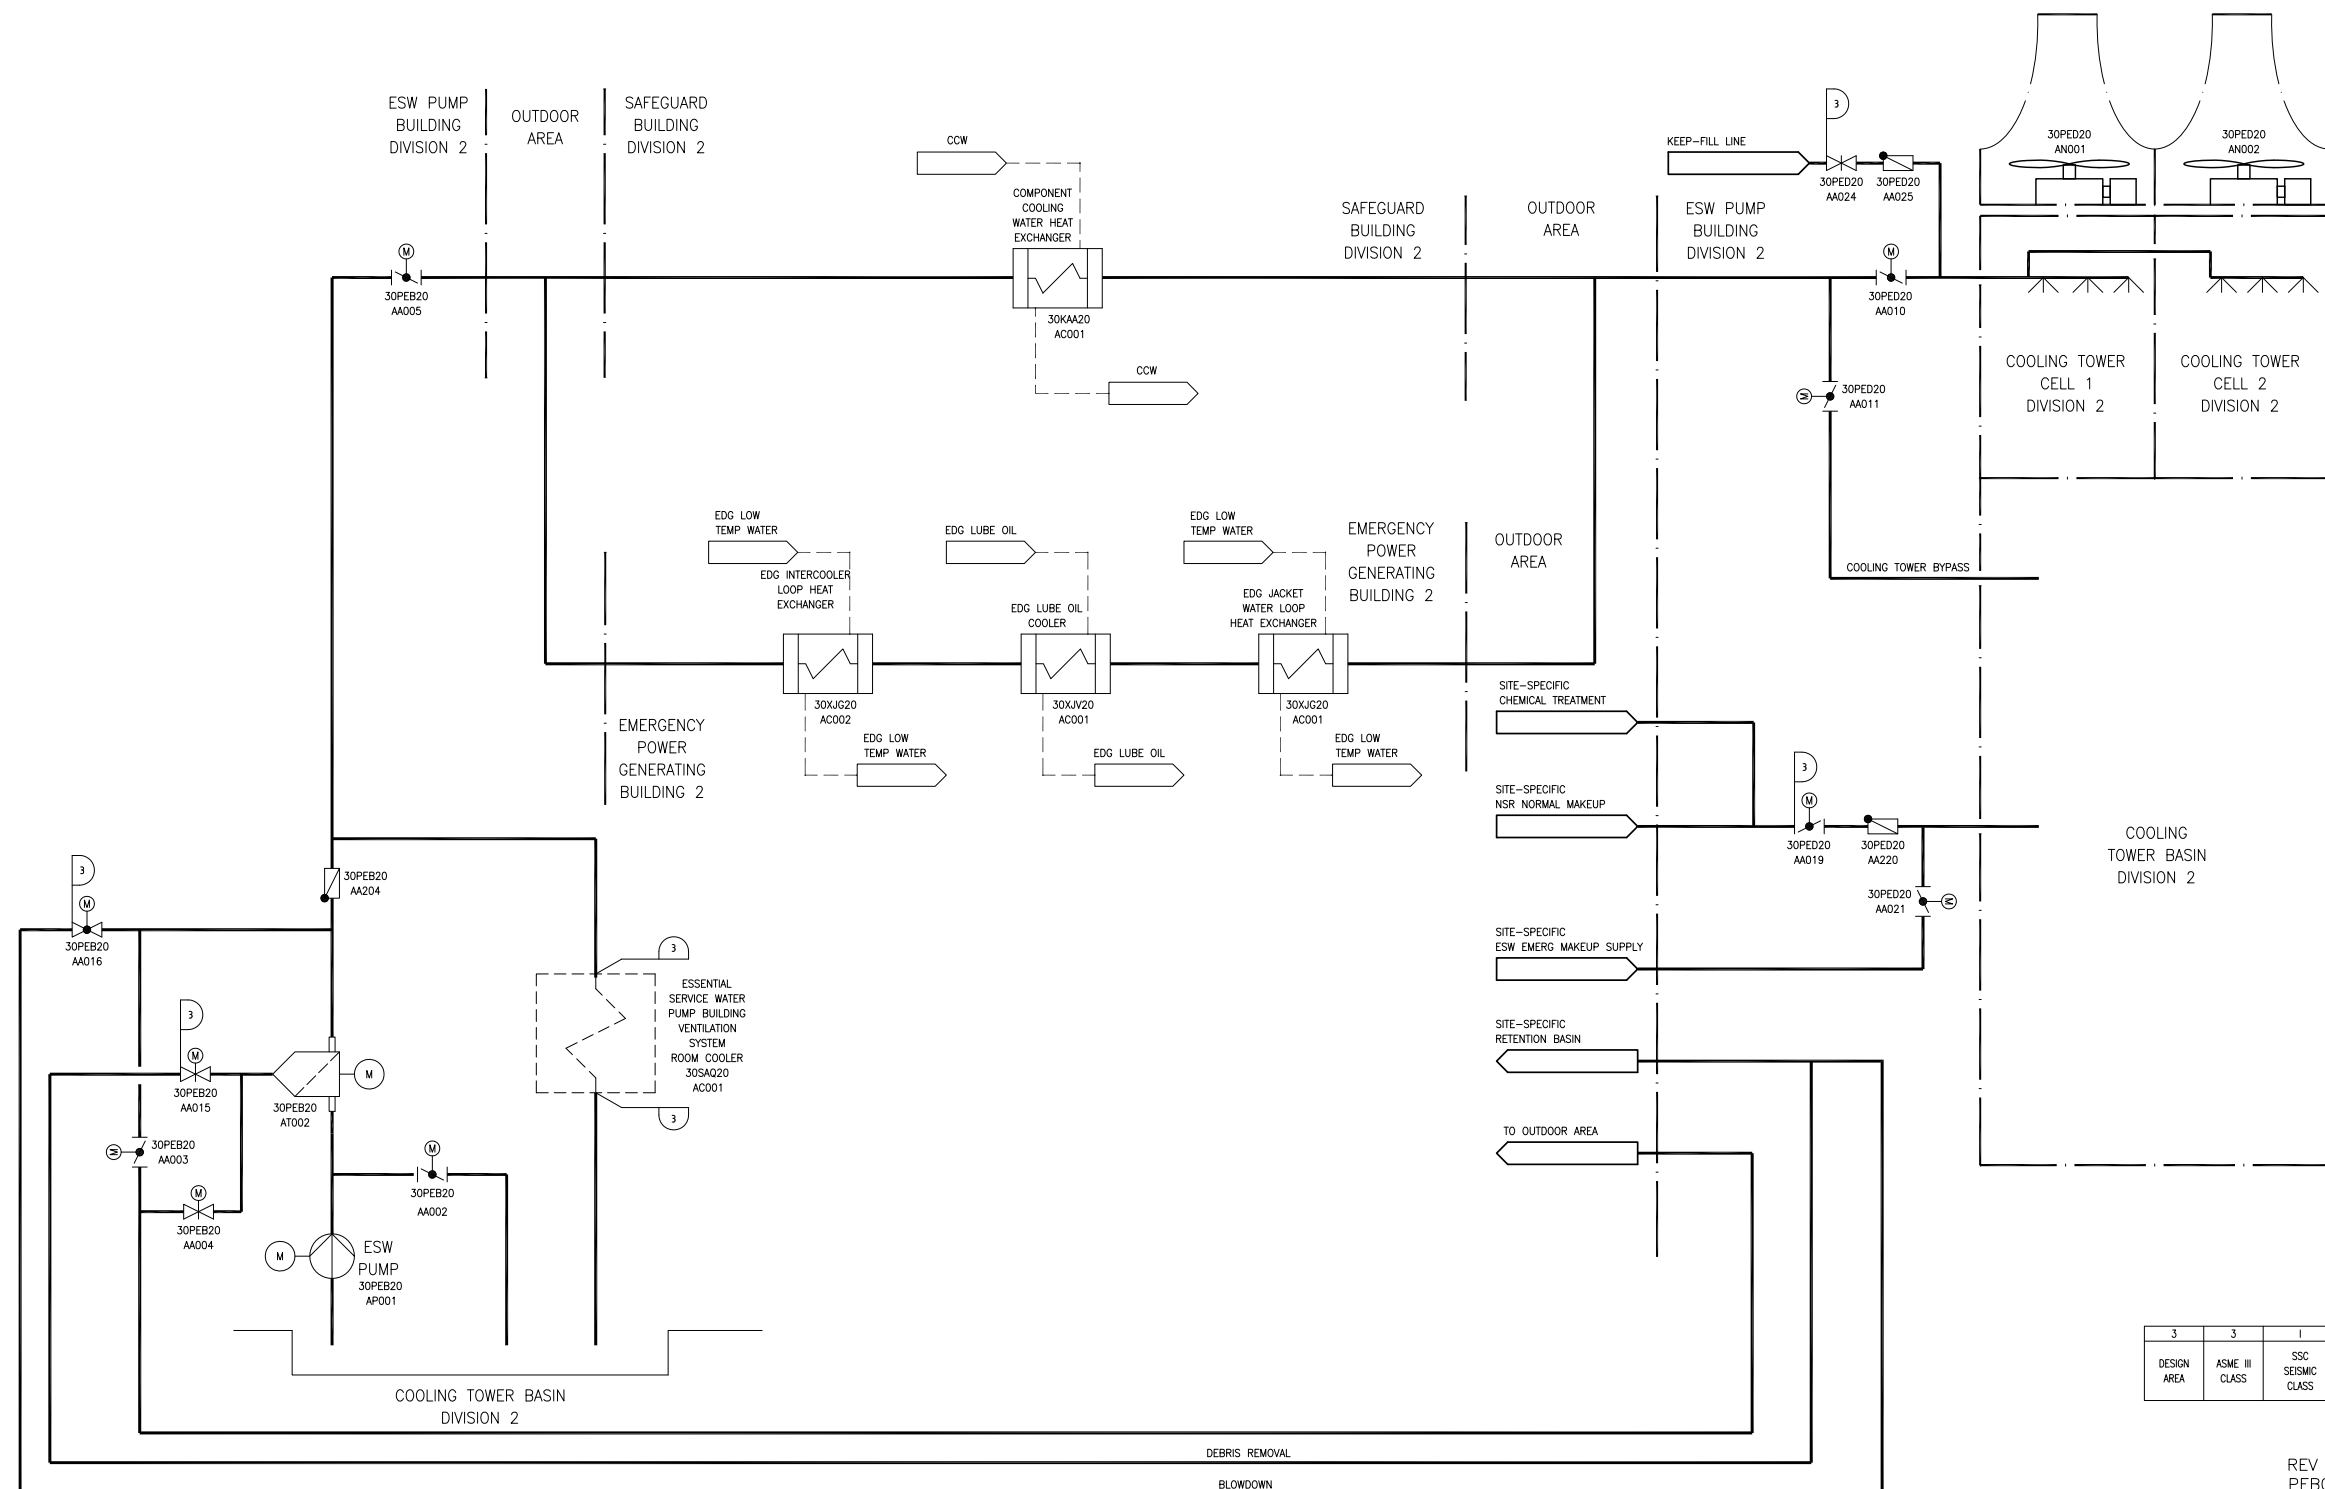 ESW PUMP
BUILDING
DIVISION 2
OUTDOOR
AREA
SAFEGUARD
BUILDING
DIVISION 2
CCW
COMPONENT
COOLING
WATER HEAT
EXCHANGER
30KAA20
AC001
CCW
SAFEGUARD
BUILDING
DIVISION 2
OUTDOOR
AREA
ESW PUMP
BUILDING
DIVISION 2
KEEP-FILL LINE
3
30PED20
AA024
30PED20
AA025
30PED20
AN001
30PED20
AN002
M
30PEB20
AA005
M
30PED20
AA010
M
30PED20
AA011
COOLING TOWER
CELL 1
DIVISION 2
COOLING TOWER
CELL 2
DIVISION 2
COOLING TOWER BYPASS
EDG LOW
TEMP WATER
EDG INTERCOOLER
LOOP HEAT
EXCHANGER
30XJG20
AC002
EDG LOW
TEMP WATER
EDG LUBE OIL
EDG LUBE OIL
COOLER
30XJV20
AC001
EDG LUBE OIL
EDG LOW
TEMP WATER
EDG JACKET
WATER LOOP
HEAT EXCHANGER
30XJG20
AC001
EDG LOW
TEMP WATER
EMERGENCY
POWER
GENERATING
BUILDING 2
OUTDOOR
AREA
EMERGENCY
POWER
GENERATING
BUILDING 2
SITE-SPECIFIC
CHEMICAL TREATMENT
SITE-SPECIFIC
NSR NORMAL MAKEUP
3
M
30PED20
AA019
30PED20
AA220
30PED20
AA021
M
SITE-SPECIFIC
ESW EMERG MAKEUP SUPPLY
COOLING
TOWER BASIN
DIVISION 2
SITE-SPECIFIC
RETENTION BASIN
TO OUTDOOR AREA
30PEB20
AA204
3
M
30PEB20
AA016
3
M
30PEB20
AA015
30PEB20
AT002
M
M
30PEB20
AA003
M
30PEB20
AA004
M
30PEB20
AA002
M
ESW
PUMP
30PEB20
AP001
3
ESSENTIAL
SERVICE WATER
PUMP BUILDING
VENTILATION
SYSTEM
ROOM COOLER
30SAQ20
AC001
3
COOLING TOWER BASIN
DIVISION 2
DEBRIS REMOVAL
BLOWDOWN
3 3 I
DESIGN
AREA
ASME III
CLASS
SSC
SEISMIC
CLASS
REV